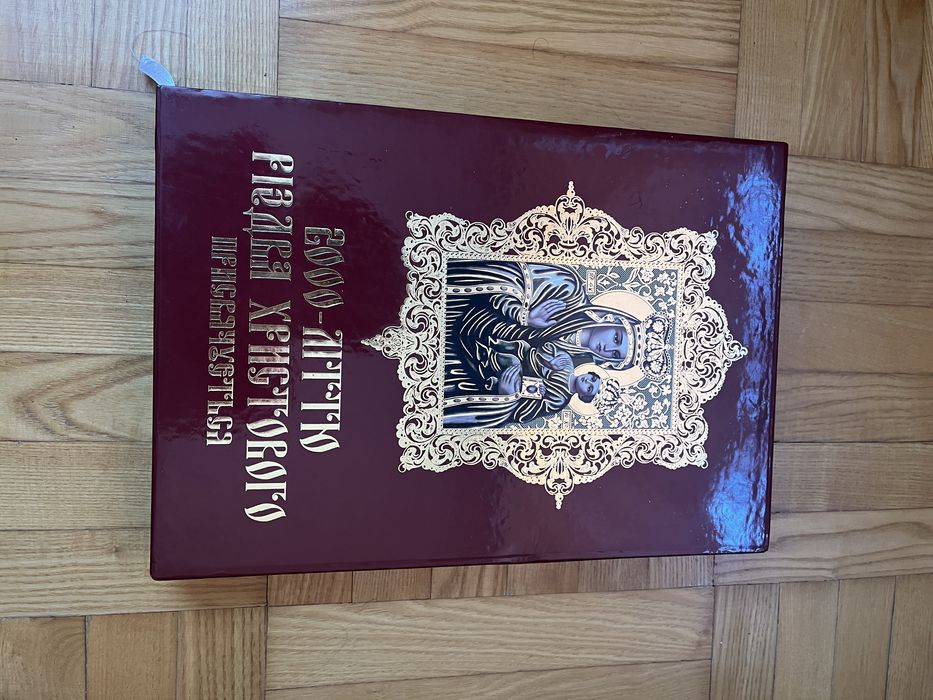 2000-ЛІТТЮ
РІЗДВА ХРИСТОВОГО
ПРИСВЯЧУЄТЬСЯ